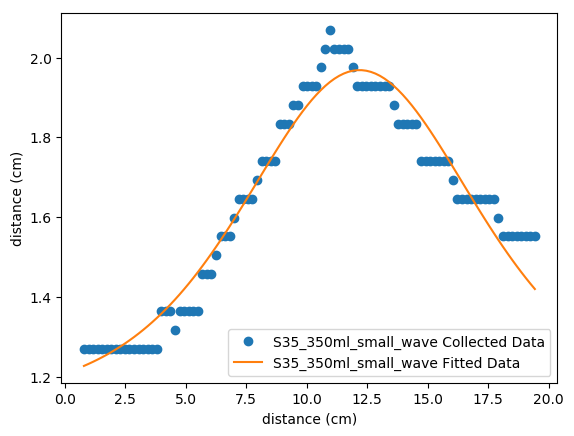 2.0
1.8
1.6
1.4
1.2
distance (cm)
S35_350ml_small_wave Collected Data
S35_350ml_small_wave Fitted Data
0.0 2.5 5.0 7.5 10.0 12.5 15.0 17.5 20.0
distance (cm)